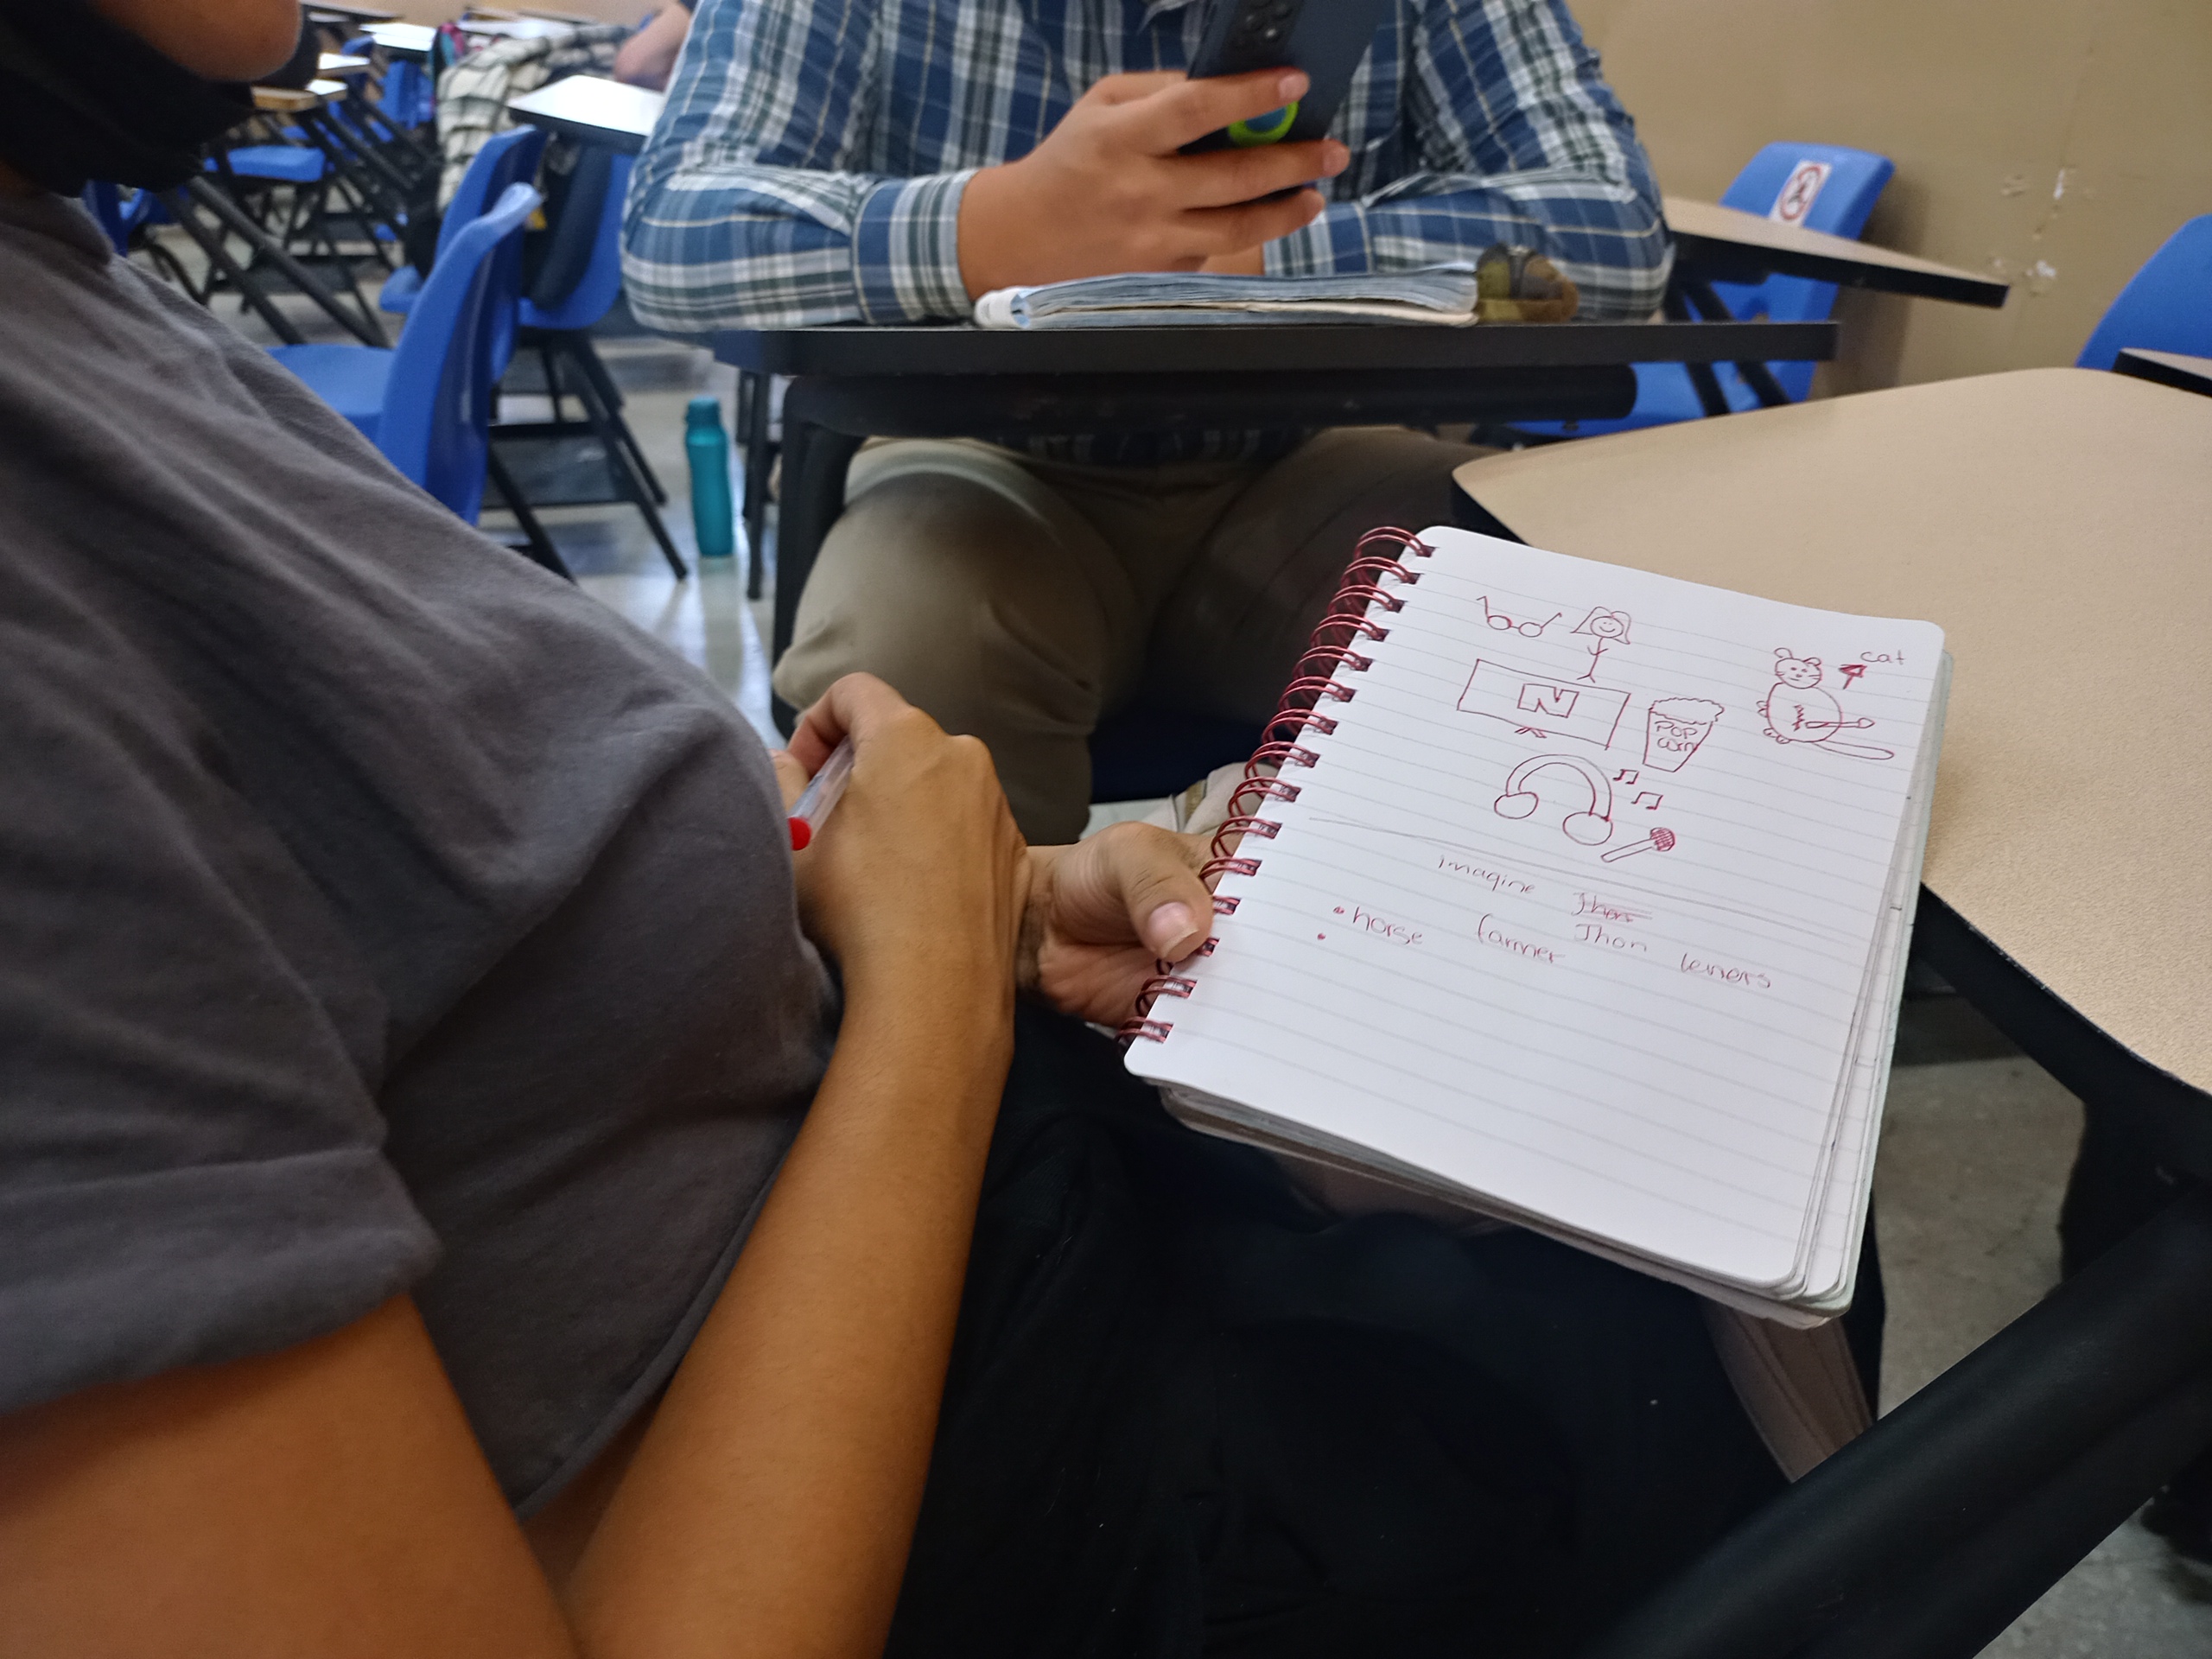 cat
N
POP
corn
imagine Jhon
Jhon leners
• horse farmer
•